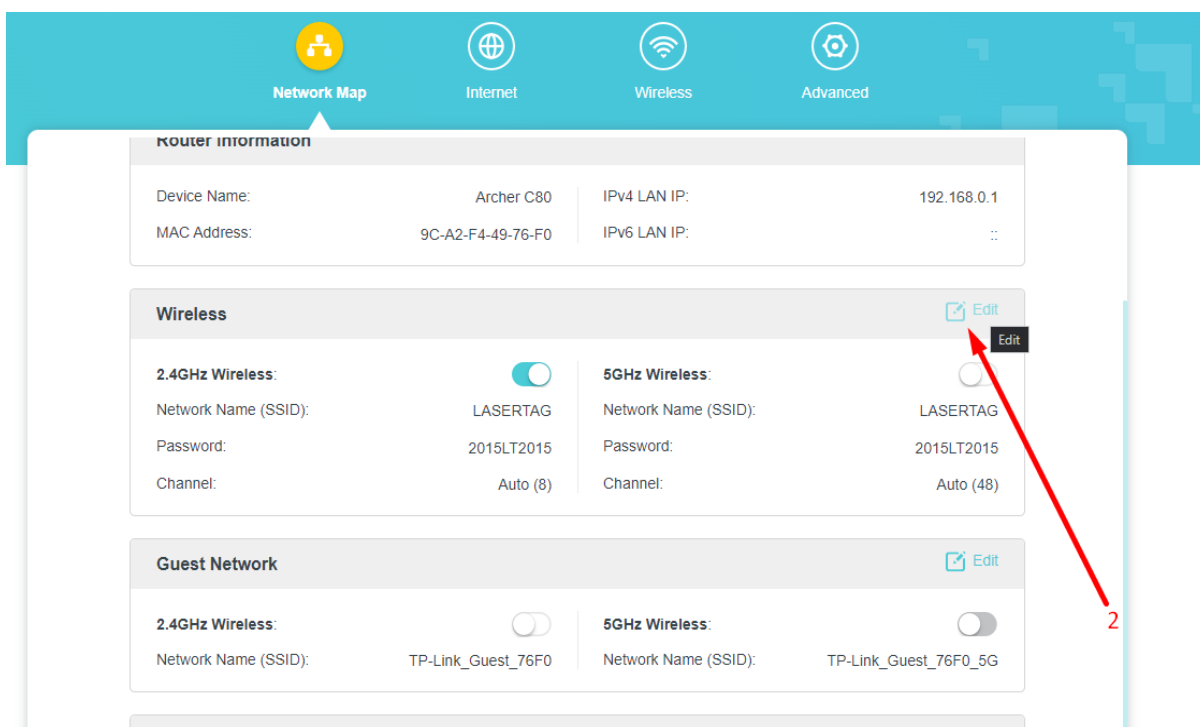 Network Map Internet Wireless Advanced
Router Information
Device Name: Archer C80 IPv4 LAN IP: 192.168.0.1
MAC Address: 9C-A2-F4-49-76-F0 IPv6 LAN IP: ::
Wireless Edit
Edit
2.4GHz Wireless: 5GHz Wireless:
Network Name (SSID): LASERTAG Network Name (SSID): LASERTAG
Password: 2015LT2015 Password: 2015LT2015
Channel: Auto (8) Channel: Auto (48)
Guest Network Edit
2.4GHz Wireless: 5GHz Wireless:
2
Network Name (SSID): TP-Link_Guest_76F0 Network Name (SSID): TP-Link_Guest_76F0_5G